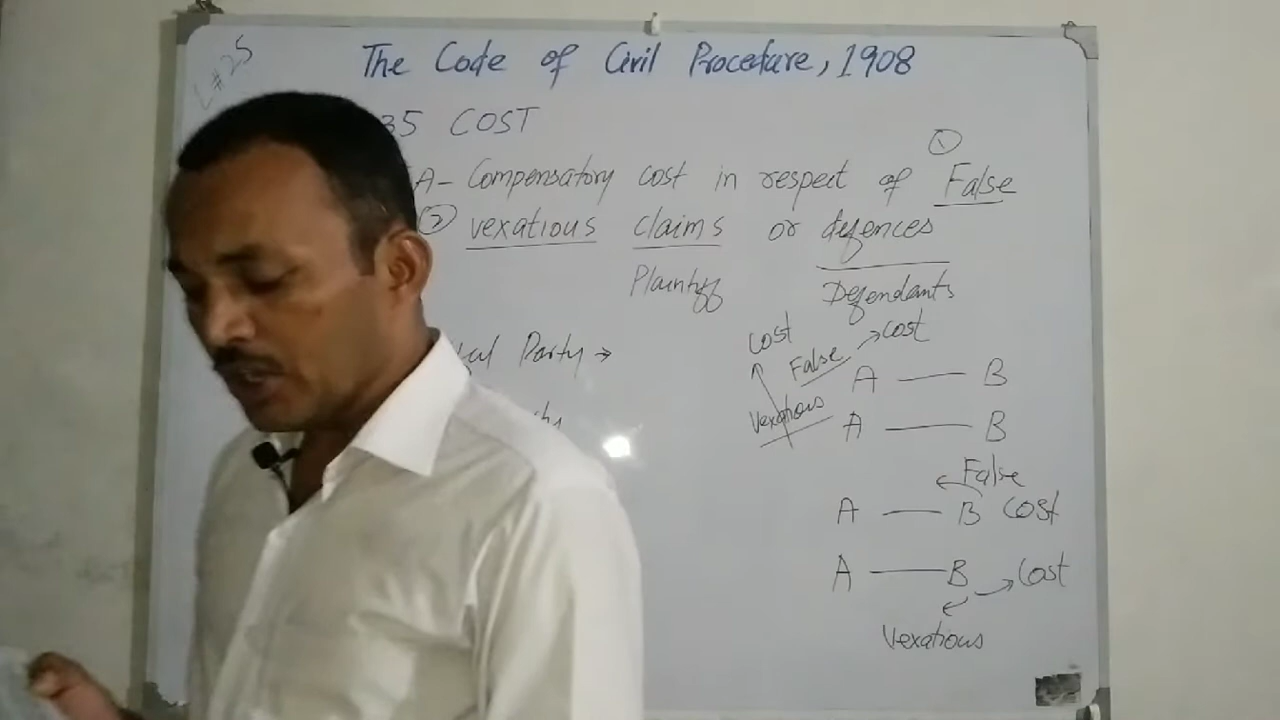 L#25
The Code of Civil Procedure, 1908
35 COST
A- Compensatory cost in respect of ① False
② vexatious claims or defences
Plaintiff Defendants
Party →
cost False → cost
A — B
Vexatious A — B
False
A — B Cost
A — B → Cost
Vexatious